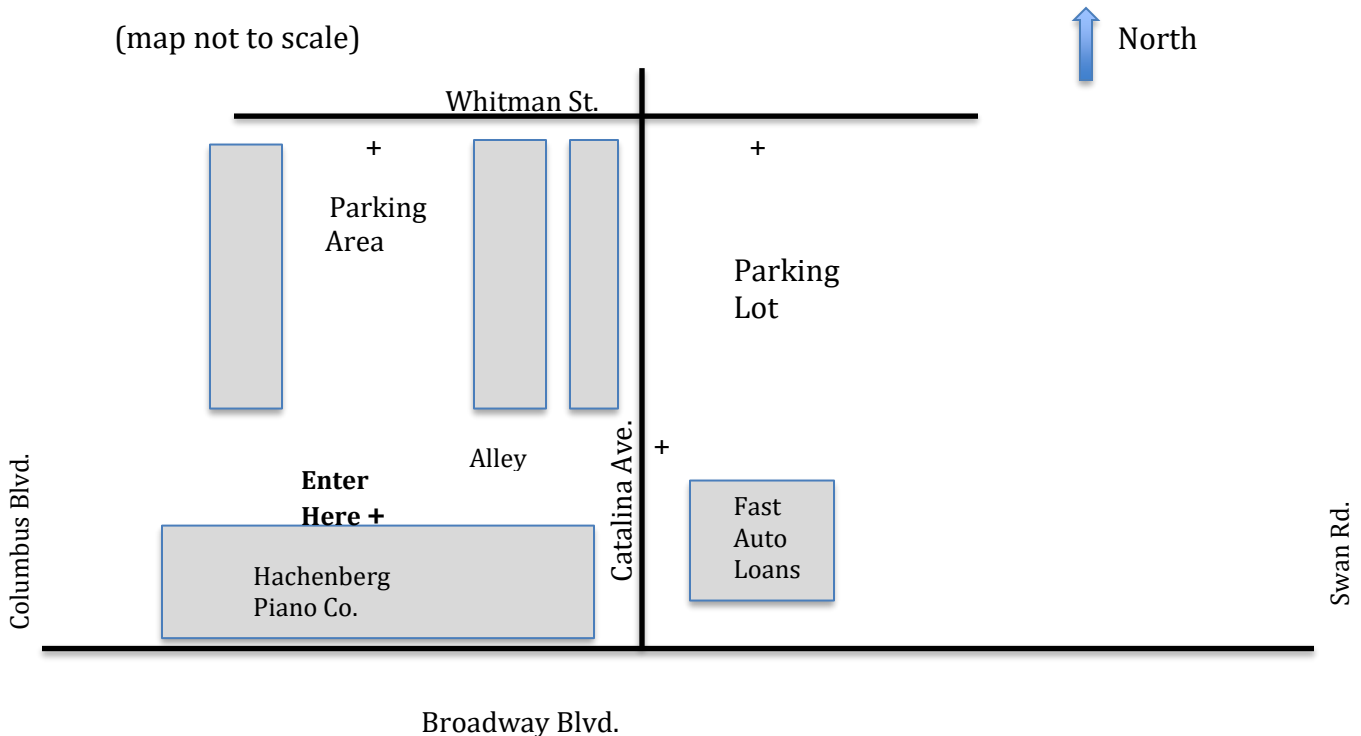 (map not to scale)
North
Whitman St.
+
+
Parking
Area
Parking
Lot
Catalina Ave.
+
Alley
Enter
Here +
Columbus Blvd.
Hachenberg
Piano Co.
Fast
Auto
Loans
Swan Rd.
Broadway Blvd.